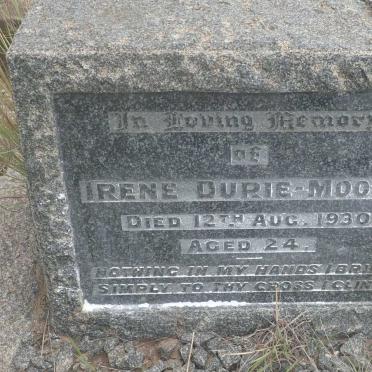 In Loving Memory
of
IRENE DURIE-MOO
DIED 12TH AUG. 1930
AGED 24.
NOTHING IN MY HANDS I BRI
SIMPLY TO THY CROSS I CLIN